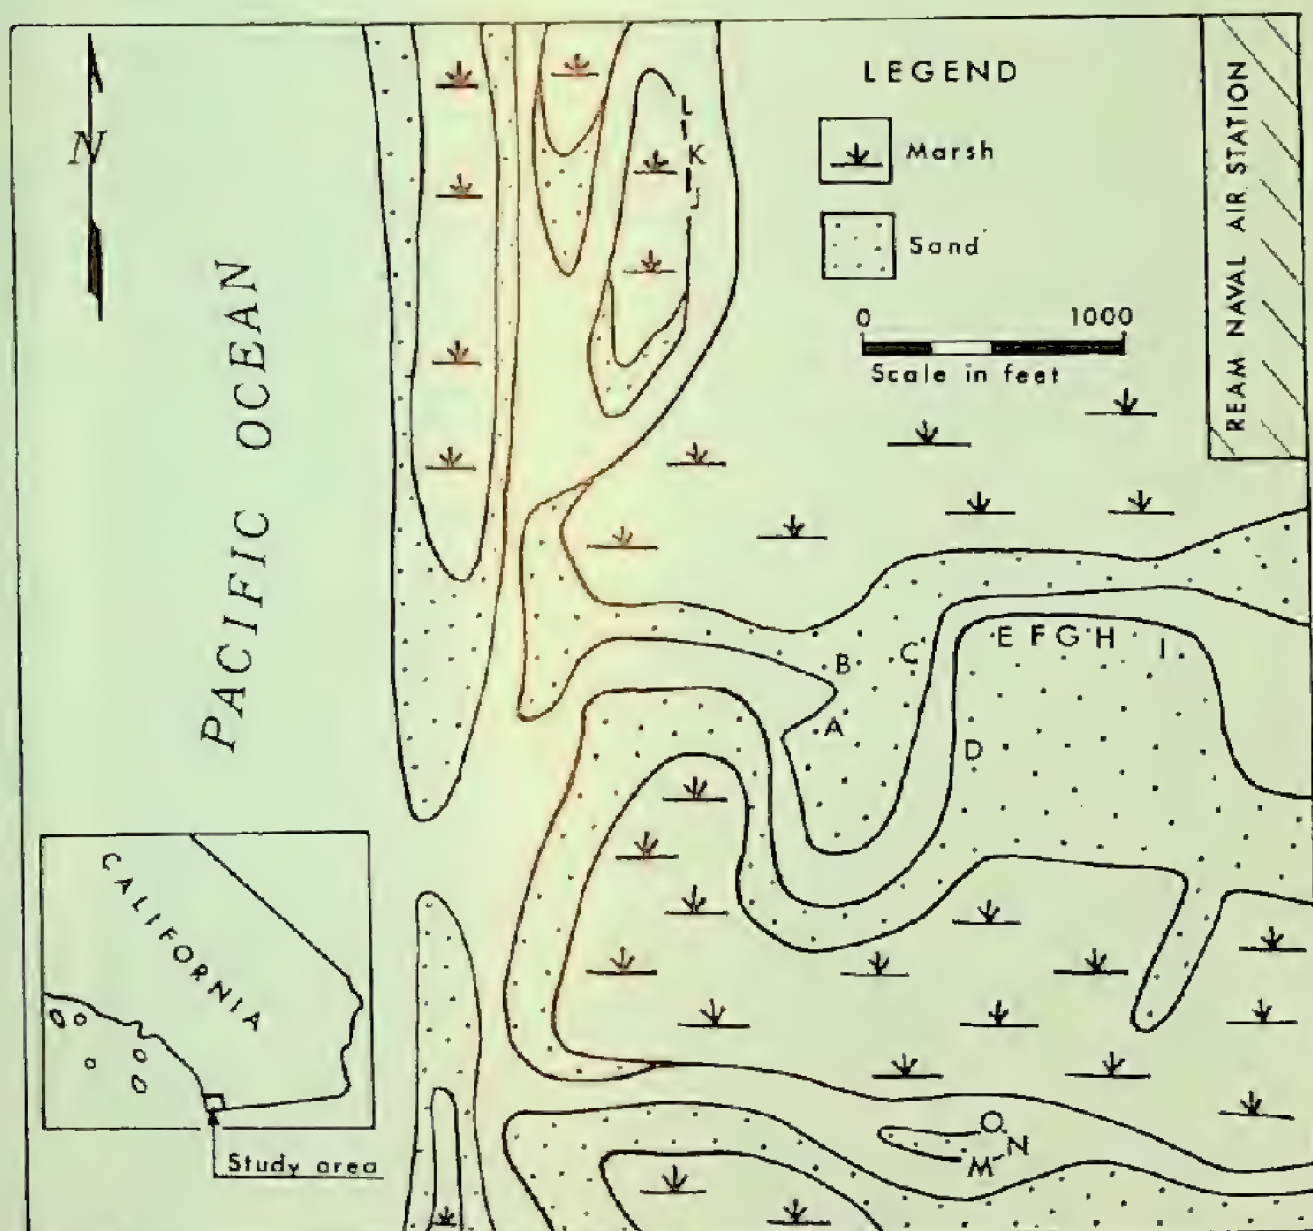 N
PACIFIC OCEAN
LEGEND
Marsh
Sand
0 1000
Scale in feet
REAM NAVAL AIR STATION
L
K
J
B
C
A
D
E F G H I
O
N
M
CALIFORNIA
Study area